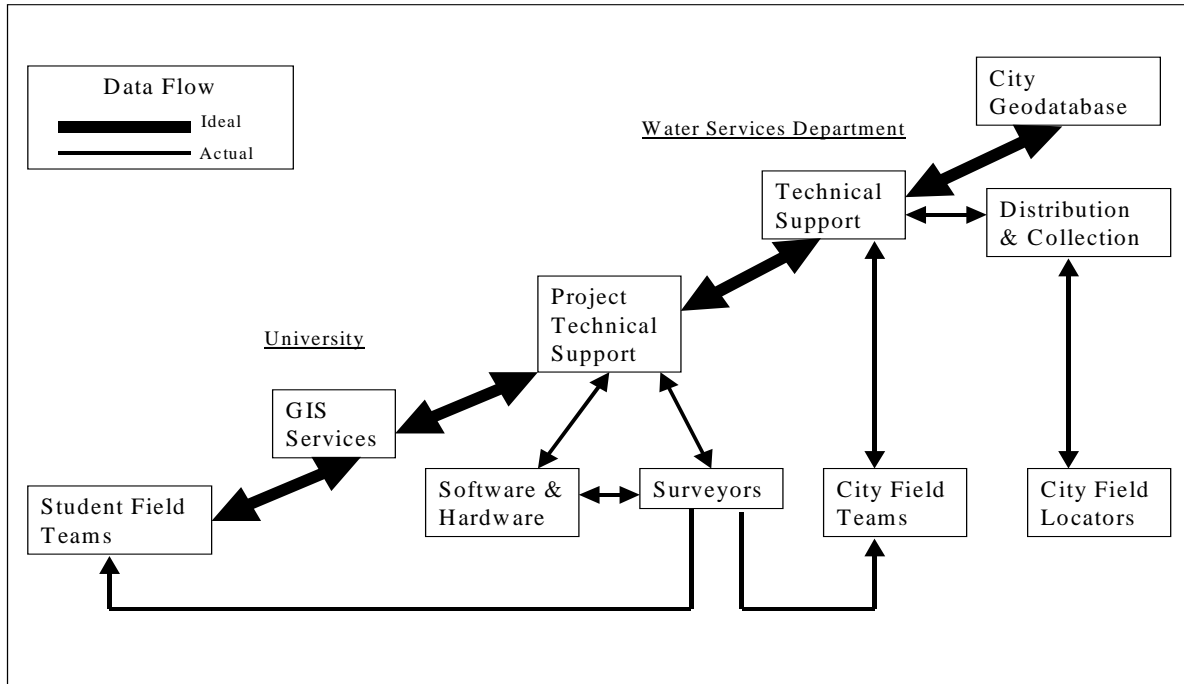 Data Flow
Ideal
Actual
City
Geodatabase
Water Services Department
Technical
Support
Distribution
& Collection
Project
Technical
Support
University
GIS
Services
Student Field
Teams
Software &
Hardware
Surveyors
City Field
Teams
City Field
Locators